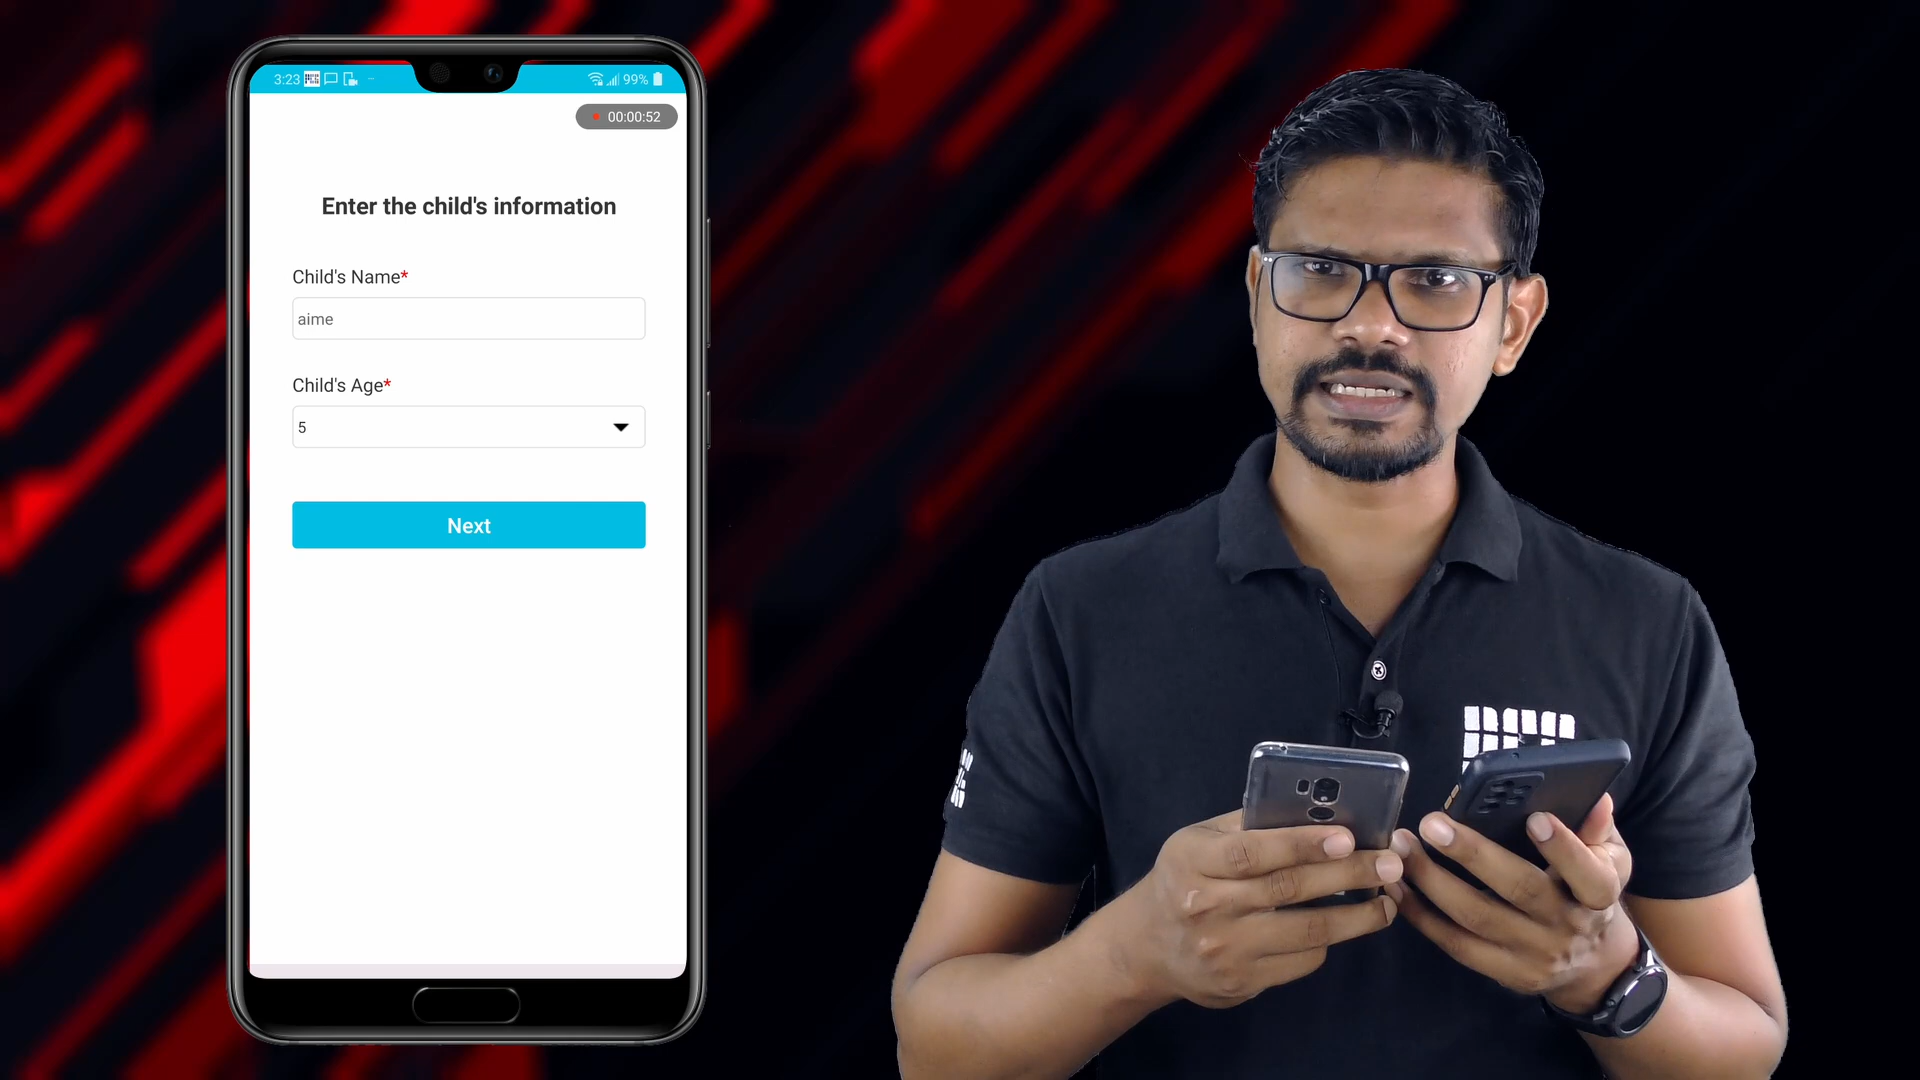 3:23
99%
00:00:52
Enter the child's information
Child's Name*
aime
Child's Age*
5
Next